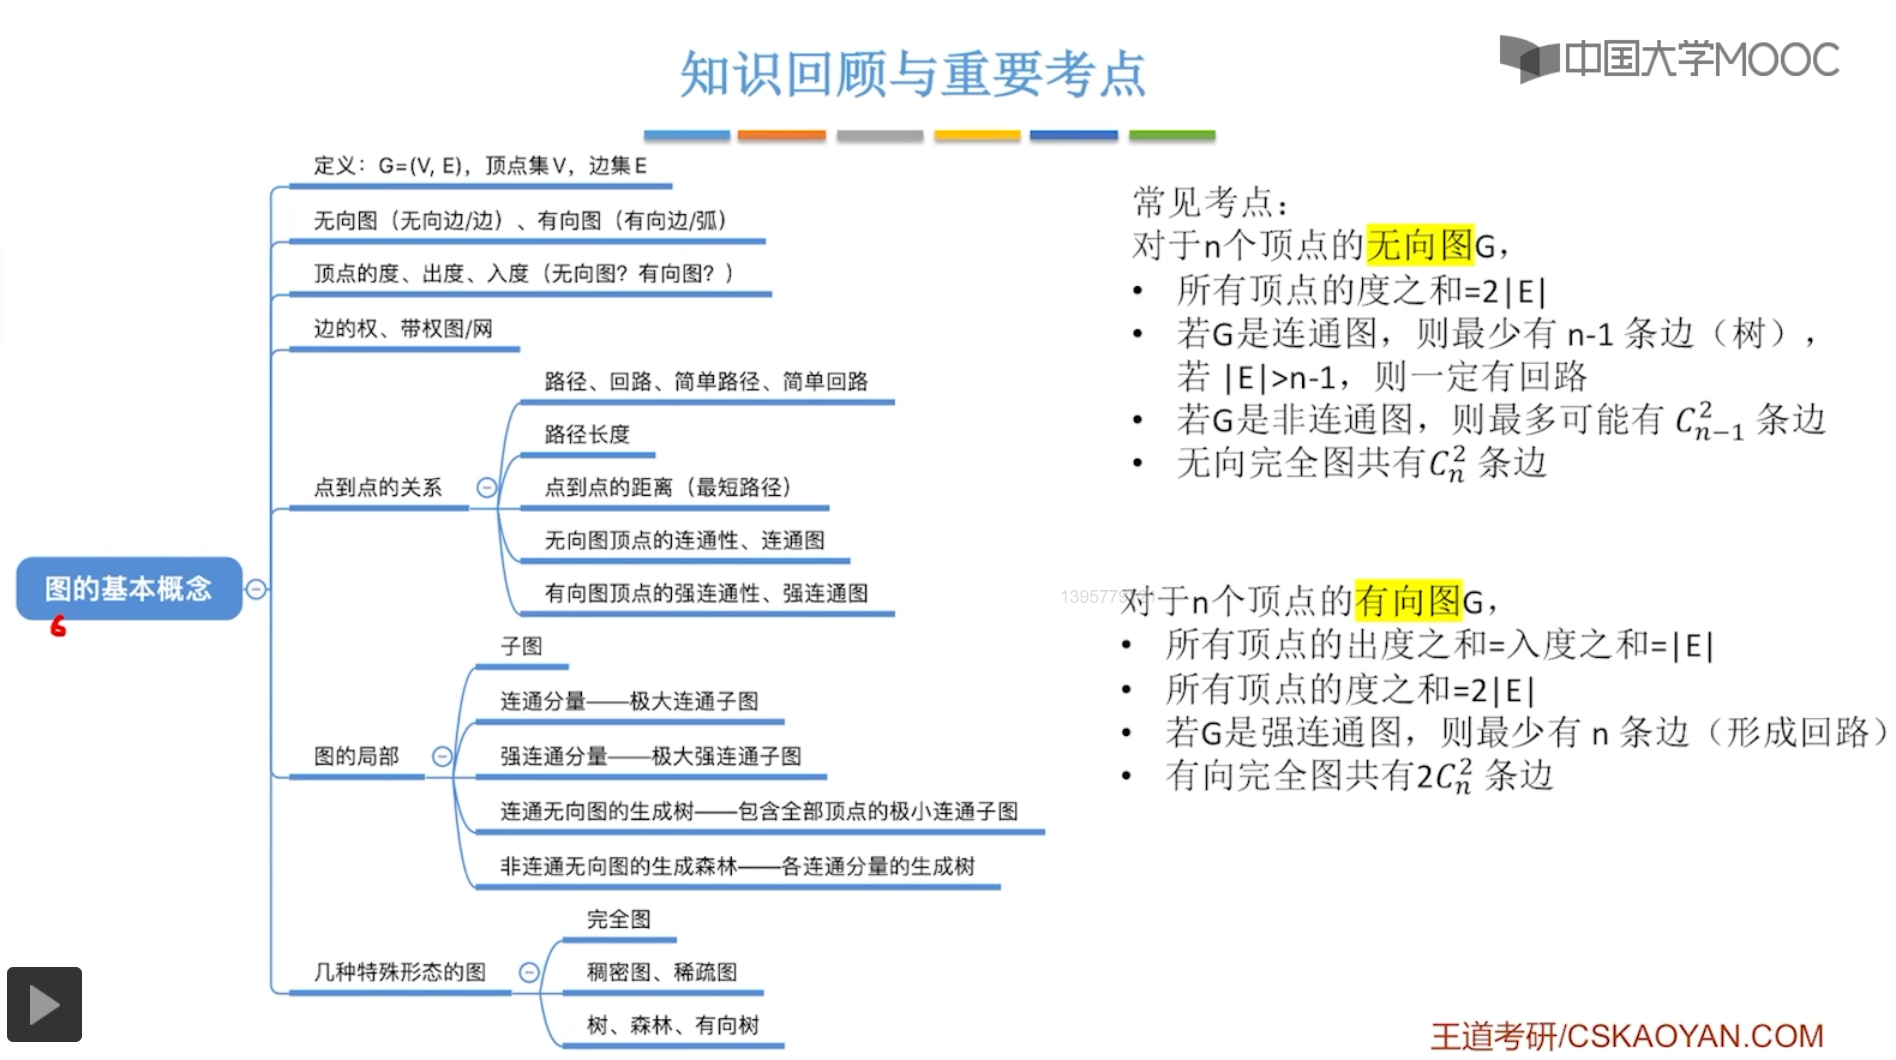 知识回顾与重要考点
中国大学MOOC
定义：G=(V, E)，顶点集V，边集E
无向图（无向边/边）、有向图（有向边/弧）
顶点的度、出度、入度（无向图？有向图？）
边的权、带权图/网
点到点的关系
路径、回路、简单路径、简单回路
路径长度
点到点的距离（最短路径）
无向图顶点的连通性、连通图
有向图顶点的强连通性、强连通图
图的基本概念
6
图的局部
子图
连通分量——极大连通子图
强连通分量——极大强连通子图
连通无向图的生成树——包含全部顶点的极小连通子图
非连通无向图的生成森林——各连通分量的生成树
几种特殊形态的图
完全图
稠密图、稀疏图
树、森林、有向树
常见考点：
对于n个顶点的无向图G，
• 所有顶点的度之和=2|E|
• 若G是连通图，则最少有 n-1 条边（树），
若 |E|>n-1，则一定有回路
• 若G是非连通图，则最多可能有 $C_{n-1}^2$ 条边
• 无向完全图共有$C_n^2$ 条边
对于n个顶点的有向图G，
• 所有顶点的出度之和=入度之和=|E|
• 所有顶点的度之和=2|E|
• 若G是强连通图，则最少有 n 条边（形成回路）
• 有向完全图共有2$C_n^2$ 条边
王道考研/CSKAOYAN.COM